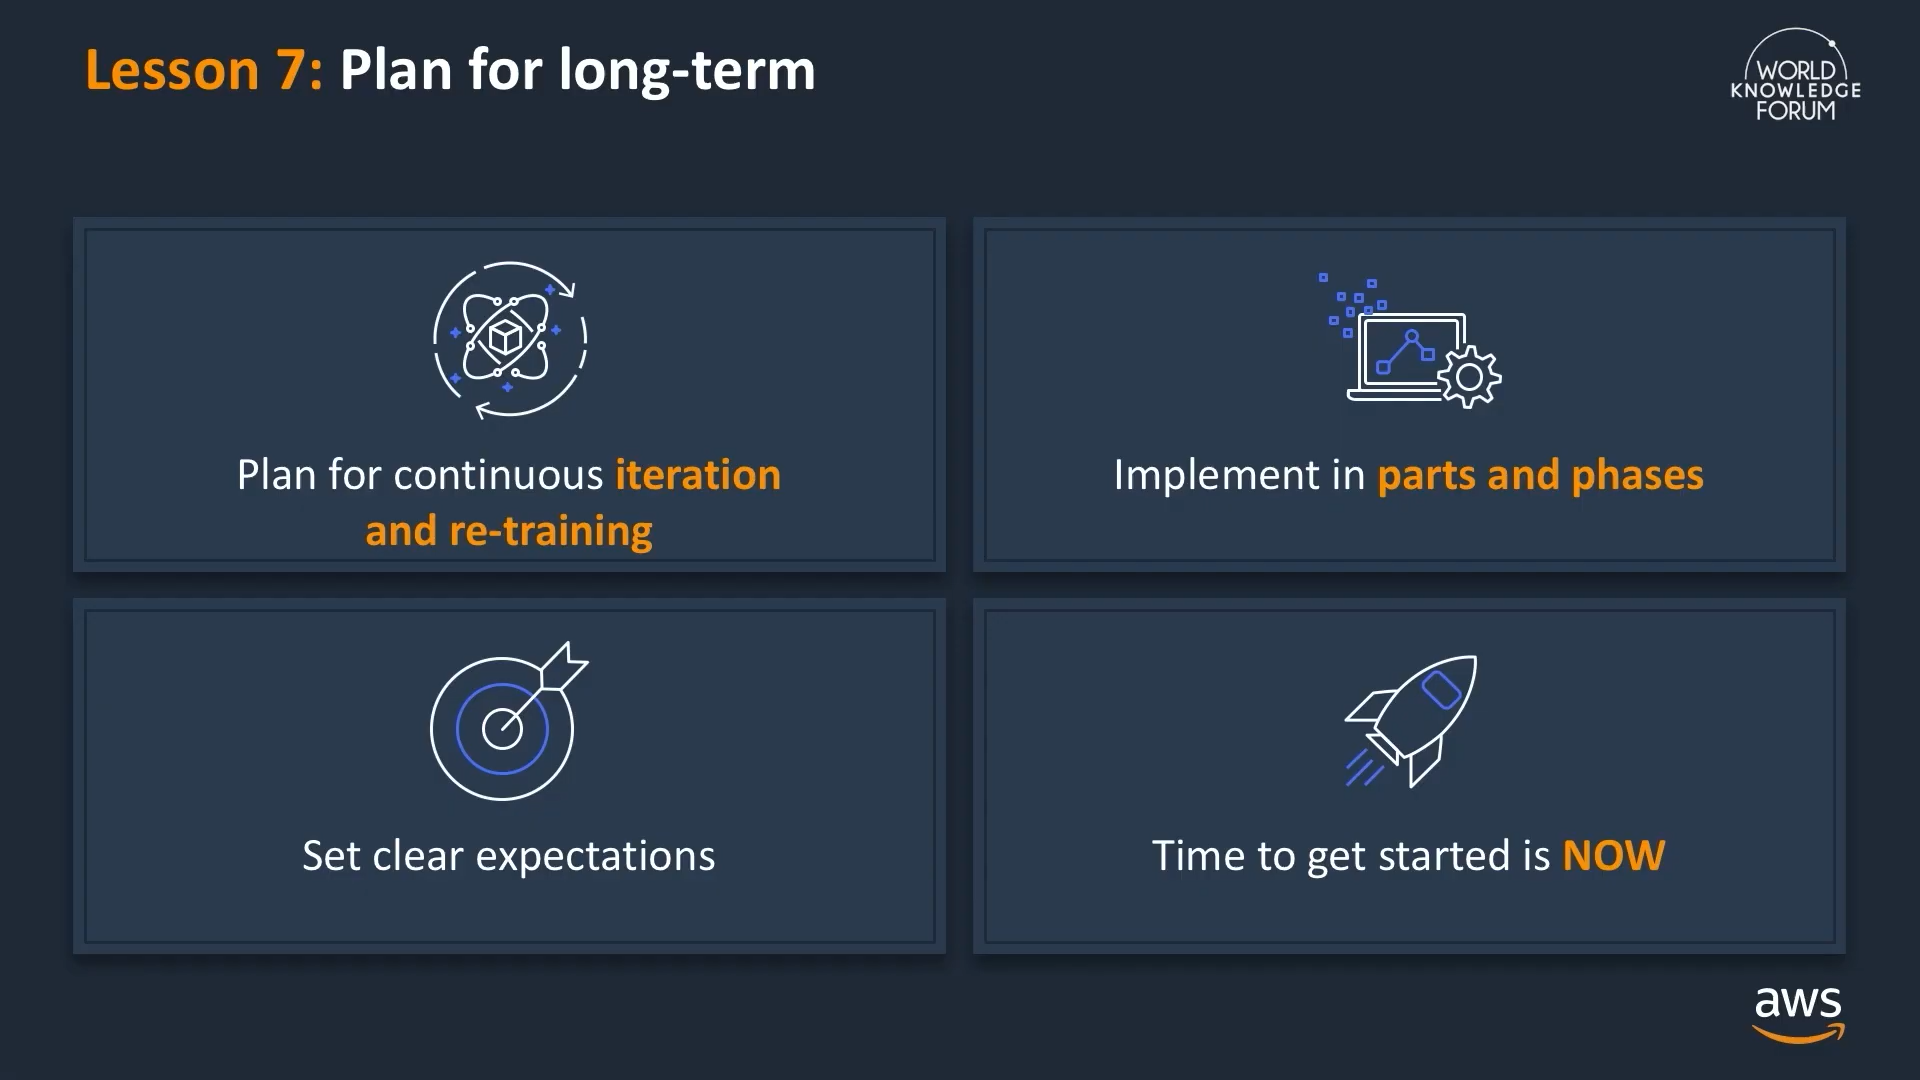 Lesson 7: Plan for long-term
WORLD
KNOWLEDGE
FORUM
Plan for continuous iteration
and re-training
Implement in parts and phases
Set clear expectations
Time to get started is NOW
aws